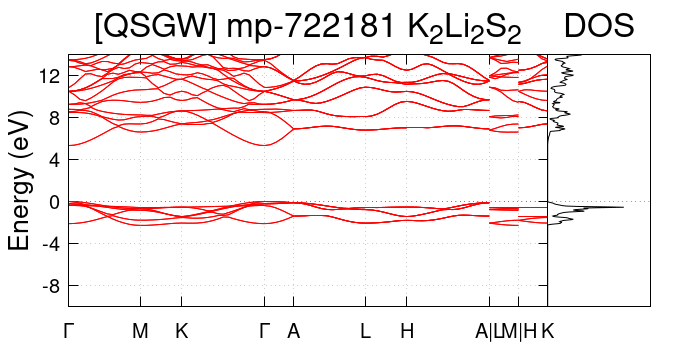 [QSGW] mp-722181 K2Li2S2 DOS
12
8
4
0
-4
-8
Energy (eV)
Γ M K Γ A L H A|LM|H K